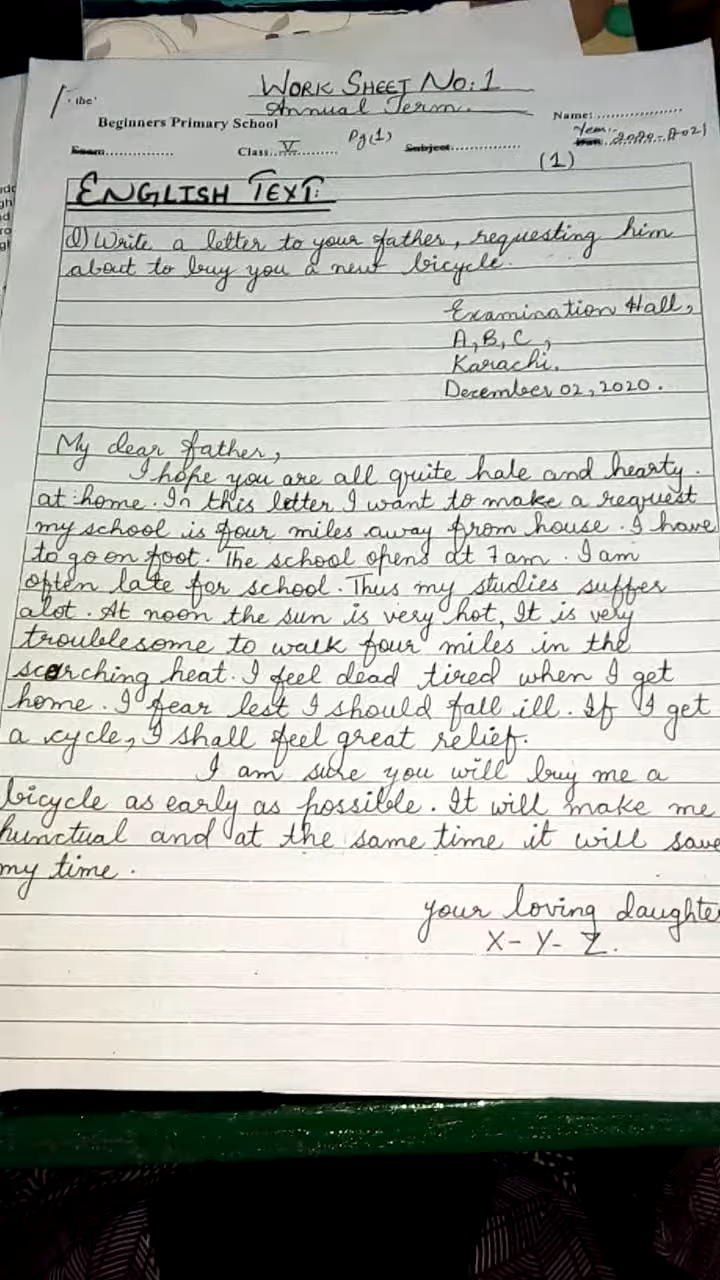 WORK SHEET NO:1
Annual Term.
'the'
Beginners Primary School
Name:..................
Exam............... Class..V.......... Pg(1) Subject............... Year...2020-2021
(1)
ENGLISH TEXT:
Q) Write a letter to your father, requesting him
about to buy you a new bicycle.
Examination Hall,
A, B, C,
Karachi.
December 02, 2020.
My dear father,
I hope you are all quite hale and hearty.
at home. In this letter I want to make a request
my school is four miles away from house. I have
to go on foot. The school opens at 7 am. I am
often late for school. Thus my studies suffer
alot. At noon the sun is very hot, It is very
troublesome to walk four miles in the
scorching heat. I feel dead tired when I get
home. I fear lest I should fall ill. If I get
a cycle, I shall feel great relief.
I am sure you will buy me a
bicycle as early as possible. It will make me
punctual and at the same time it will save
my time.
your loving daughter
X- Y- Z.